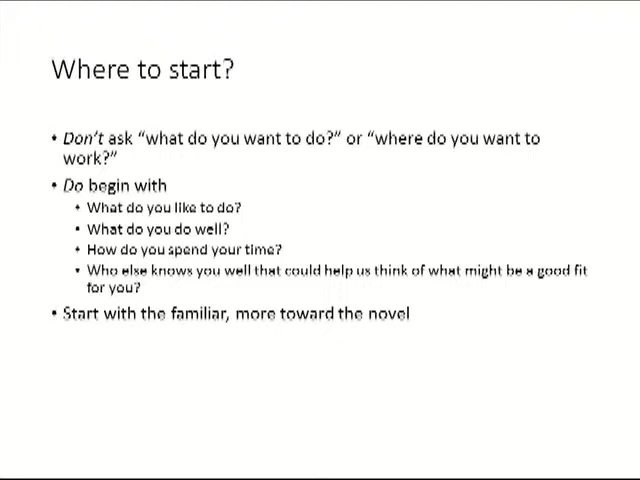 Where to start?
• Don't ask “what do you want to do?” or “where do you want to
work?”
• Do begin with
• What do you like to do?
• What do you do well?
• How do you spend your time?
• Who else knows you well that could help us think of what might be a good fit
for you?
• Start with the familiar, more toward the novel